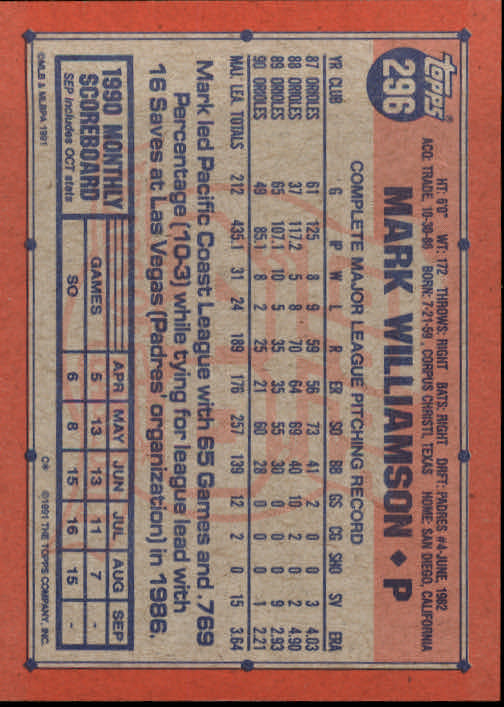 TOPPS
296
HT: 6'0" WT: 172 THROWS: RIGHT BATS: RIGHT DRFT: PADRES #4-JUNE, 1982
ACQ: TRADE, 10-30-86 BORN: 7-21-59, CORPUS CHRISTI, TEXAS HOME: SAN DIEGO, CALIFORNIA
MARK WILLIAMSON ♦ P
COMPLETE MAJOR LEAGUE PITCHING RECORD
YR CLUB G IP W L R ER SO BB GS CG SHO SV ERA
87 ORIOLES 61 125 8 9 59 56 73 41 2 0 0 3 4.03
88 ORIOLES 37 117.2 5 8 70 64 69 40 10 2 0 2 4.90
89 ORIOLES 65 107.1 10 5 35 35 55 30 0 0 0 9 2.93
90 ORIOLES 49 85.1 8 2 25 21 60 28 0 0 0 1 2.21
MAJ. LEA. TOTALS 212 435.1 31 24 189 176 257 139 12 2 0 15 3.64
Mark led Pacific Coast League with 65 Games and .769
Percentage (10-3) while tying for league lead with
16 Saves at Las Vegas (Padres' organization) in 1986.
1990 MONTHLY
SCOREBOARD
SEP Includes OCT stats
APR MAY JUN JUL AUG SEP
GAMES 5 13 13 11 7 -
SO 6 8 15 16 15 -
©MLB & MLBPA 1991
C* ©1991 THE TOPPS COMPANY, INC.